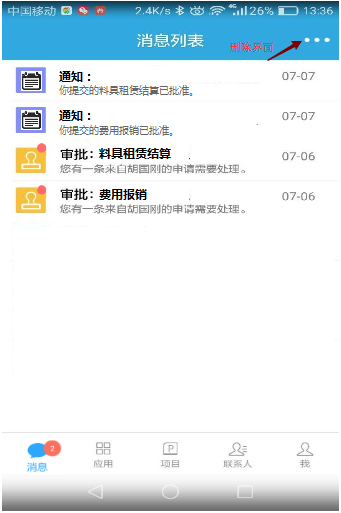 中国移动 2.4K/s 4G 26% 13:36
消息列表
删除界面
通知： 07-07
你提交的料具租赁结算已批准。
通知： 07-07
你提交的费用报销已批准。
审批：料具租赁结算 07-06
您有一条来自胡国刚的申请需要处理。
审批：费用报销 07-06
您有一条来自胡国刚的申请需要处理。
2
消息 应用 项目 联系人 我